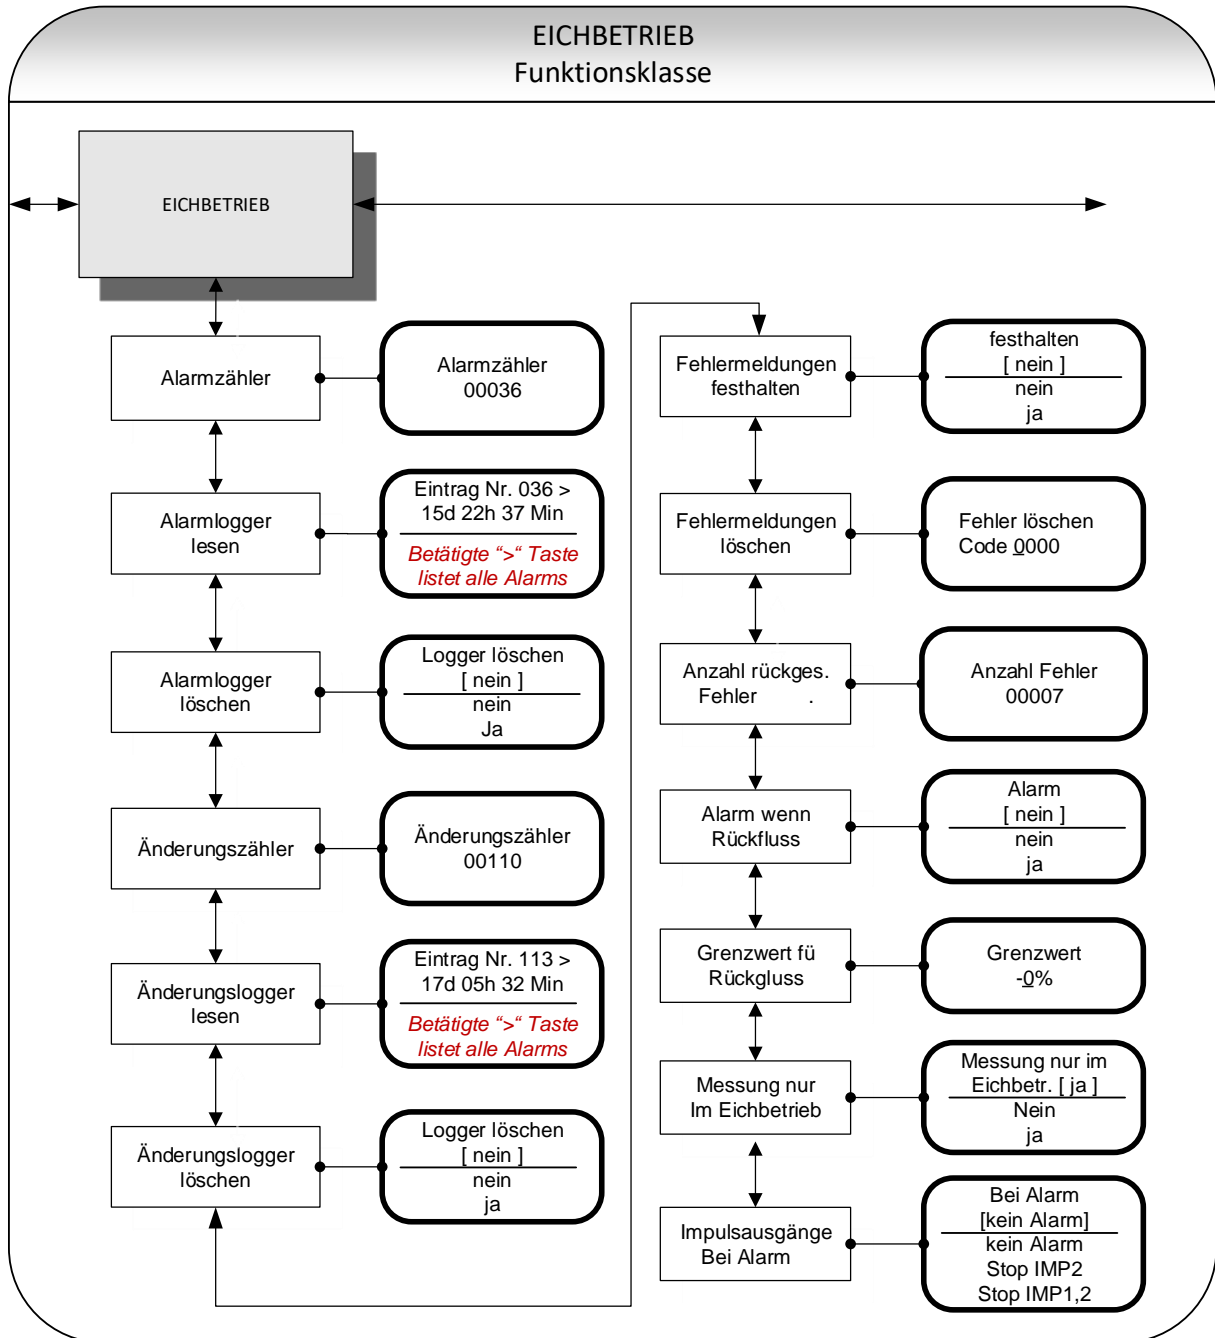 EICHBETRIEB
Funktionsklasse
EICHBETRIEB
Alarmzähler
Alarmzähler
00036
Alarmlogger
lesen
Eintrag Nr. 036 >
15d 22h 37 Min
Betätigte “>“ Taste
listet alle Alarms
Alarmlogger
löschen
Logger löschen
[ nein ]
nein
Ja
Änderungszähler
Änderungszähler
00110
Änderungslogger
lesen
Eintrag Nr. 113 >
17d 05h 32 Min
Betätigte “>“ Taste
listet alle Alarms
Änderungslogger
löschen
Logger löschen
[ nein ]
nein
ja
Fehlermeldungen
festhalten
festhalten
[ nein ]
nein
ja
Fehlermeldungen
löschen
Fehler löschen
Code 0000
Anzahl rückges.
Fehler .
Anzahl Fehler
00007
Alarm wenn
Rückfluss
Alarm
[ nein ]
nein
ja
Grenzwert fü
Rückgluss
Grenzwert
-0%
Messung nur
Im Eichbetrieb
Messung nur im
Eichbetr. [ ja ]
Nein
ja
Impulsausgänge
Bei Alarm
Bei Alarm
[kein Alarm]
kein Alarm
Stop IMP2
Stop IMP1,2